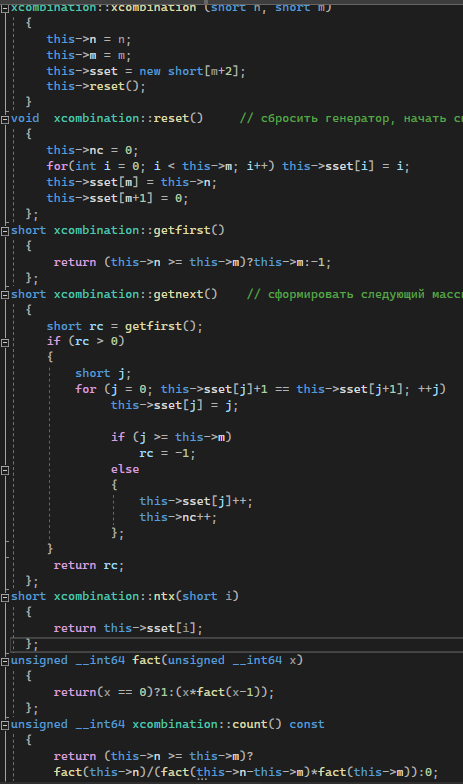 xcombination::xcombination (short n, short m)
{
this->n = n;
this->m = m;
this->sset = new short[m+2];
this->reset();
}
void  xcombination::reset()     // сбросить генератор, начать
{
this->nc = 0;
for(int i = 0; i < this->m; i++) this->sset[i] = i;
this->sset[m] = this->n;
this->sset[m+1] = 0;
};
short xcombination::getfirst()
{
return (this->n >= this->m)?this->m:-1;
};
short xcombination::getnext()    // сформировать следующий
{
short rc = getfirst();
if (rc > 0)
{
short j;
for (j = 0; this->sset[j]+1 == this->sset[j+1]; ++j)
this->sset[j] = j;
if (j >= this->m)
rc = -1;
else
{
this->sset[j]++;
this->nc++;
};
}
return rc;
};
short xcombination::ntx(short i)
{
return this->sset[i];
};
unsigned __int64 fact(unsigned __int64 x)
{
return(x == 0)?1:(x*fact(x-1));
};
unsigned __int64 xcombination::count() const
{
return (this->n >= this->m)?
fact(this->n)/(fact(this->n-this->m)*fact(this->m)):0;